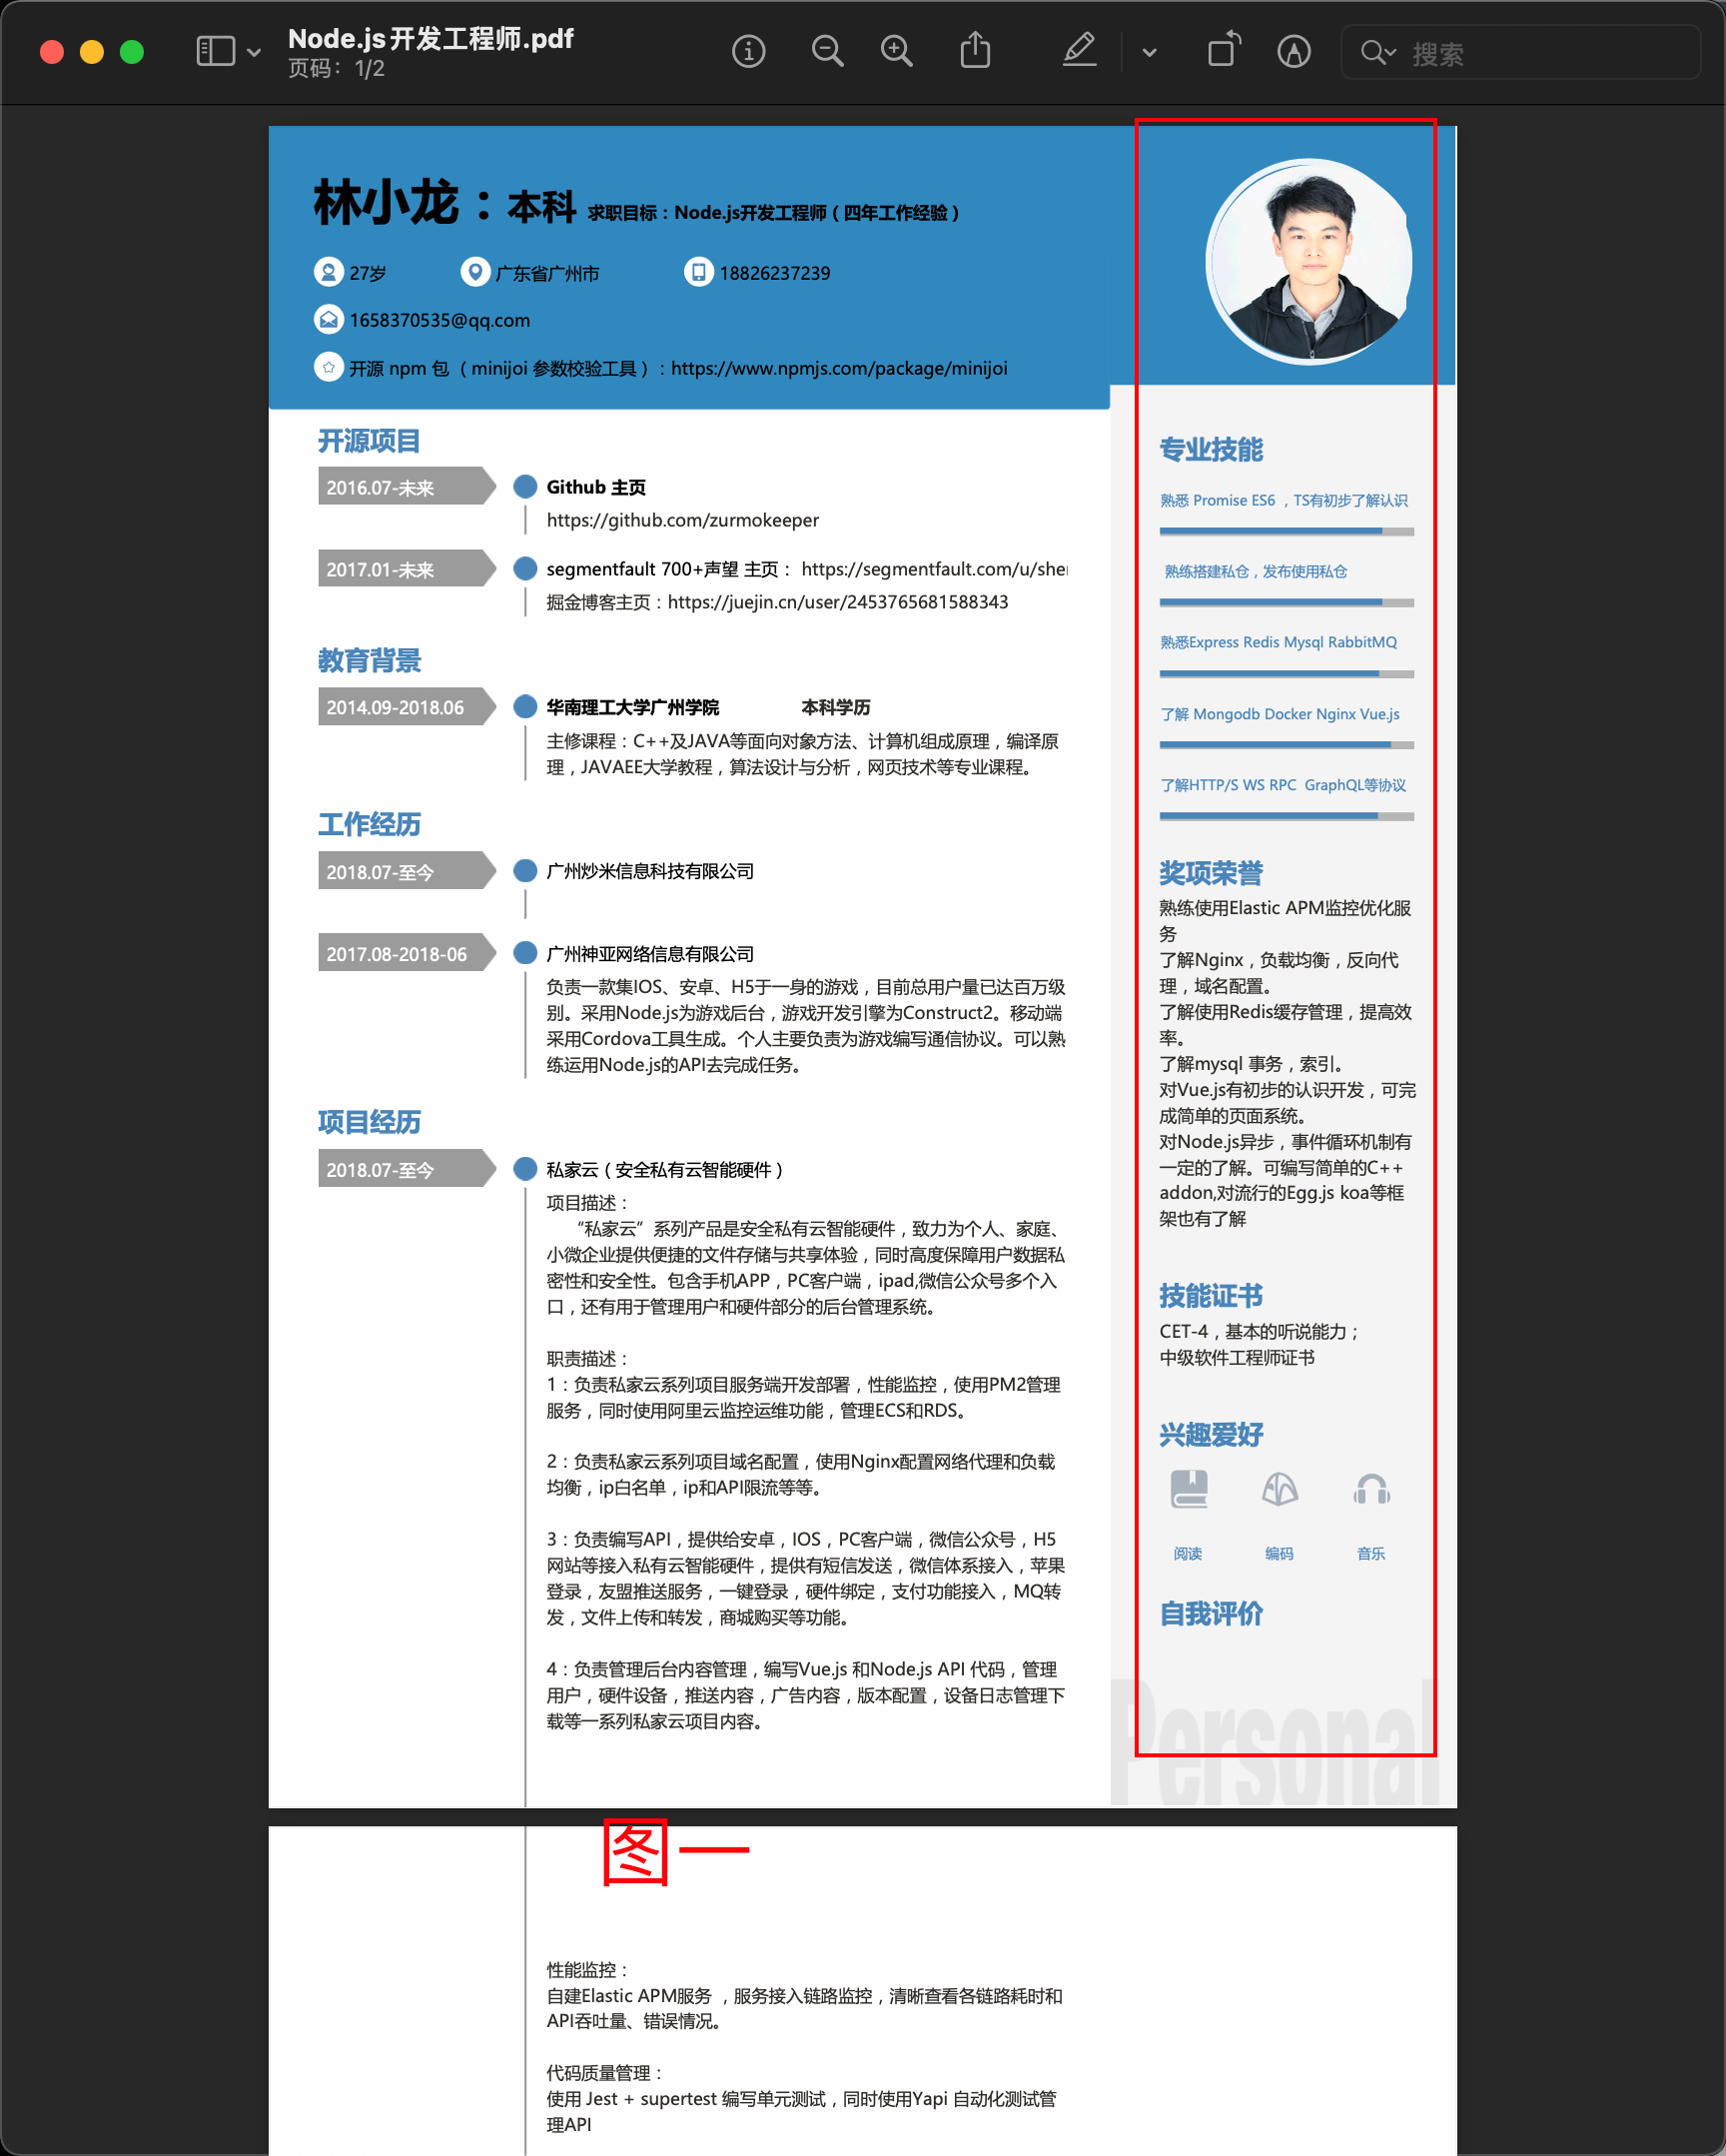 Node.js开发工程师.pdf
页码：1/2
搜索
林小龙：本科 求职目标：Node.js开发工程师（四年工作经验）
27岁 广东省广州市 18826237239
1658370535@qq.com
开源 npm 包（minijoi 参数校验工具）：https://www.npmjs.com/package/minijoi
开源项目
2016.07-未来
Github 主页
https://github.com/zurmokeeper
2017.01-未来
segmentfault 700+声望 主页： https://segmentfault.com/u/she
掘金博客主页：https://juejin.cn/user/2453765681588343
教育背景
2014.09-2018.06
华南理工大学广州学院 本科学历
主修课程：C++及JAVA等面向对象方法、计算机组成原理，编译原
理，JAVAEE大学教程，算法设计与分析，网页技术等专业课程。
工作经历
2018.07-至今
广州炒米信息科技有限公司
2017.08-2018-06
广州神亚网络信息有限公司
负责一款集IOS、安卓、H5于一身的游戏，目前总用户量已达百万级
别。采用Node.js为游戏后台，游戏开发引擎为Construct2。移动端
采用Cordova工具生成。个人主要负责为游戏编写通信协议。可以熟
练运用Node.js的API去完成任务。
项目经历
2018.07-至今
私家云（安全私有云智能硬件）
项目描述：
“私家云”系列产品是安全私有云智能硬件，致力为个人、家庭、
小微企业提供便捷的文件存储与共享体验，同时高度保障用户数据私
密性和安全性。包含手机APP，PC客户端，ipad,微信公众号多个入
口，还有用于管理用户和硬件部分的后台管理系统。
职责描述：
1：负责私家云系列项目服务端开发部署，性能监控，使用PM2管理
服务，同时使用阿里云监控运维功能，管理ECS和RDS。
2：负责私家云系列项目域名配置，使用Nginx配置网络代理和负载
均衡，ip白名单，ip和API限流等等。
3：负责编写API，提供给安卓，IOS，PC客户端，微信公众号，H5
网站等接入私有云智能硬件，提供有短信发送，微信体系接入，苹果
登录，友盟推送服务，一键登录，硬件绑定，支付功能接入，MQ转
发，文件上传和转发，商城购买等功能。
4：负责管理后台内容管理，编写Vue.js 和Node.js API 代码，管理
用户，硬件设备，推送内容，广告内容，版本配置，设备日志管理下
载等一系列私家云项目内容。
专业技能
熟悉 Promise ES6 ，TS有初步了解认识
熟练搭建私仓，发布使用私仓
熟悉Express Redis Mysql RabbitMQ
了解 Mongodb Docker Nginx Vue.js
了解HTTP/S WS RPC GraphQL等协议
奖项荣誉
熟练使用Elastic APM监控优化服
务
了解Nginx，负载均衡，反向代
理，域名配置。
了解使用Redis缓存管理，提高效
率。
了解mysql 事务，索引。
对Vue.js有初步的认识开发，可完
成简单的页面系统。
对Node.js异步，事件循环机制有
一定的了解。可编写简单的C++
addon,对流行的Egg.js koa等框
架也有了解
技能证书
CET-4，基本的听说能力；
中级软件工程师证书
兴趣爱好
阅读 编码 音乐
自我评价
Personal
图一
性能监控：
自建Elastic APM服务 ，服务接入链路监控，清晰查看各链路耗时和
API吞吐量、错误情况。
代码质量管理：
使用 Jest + supertest 编写单元测试，同时使用Yapi 自动化测试管
理API